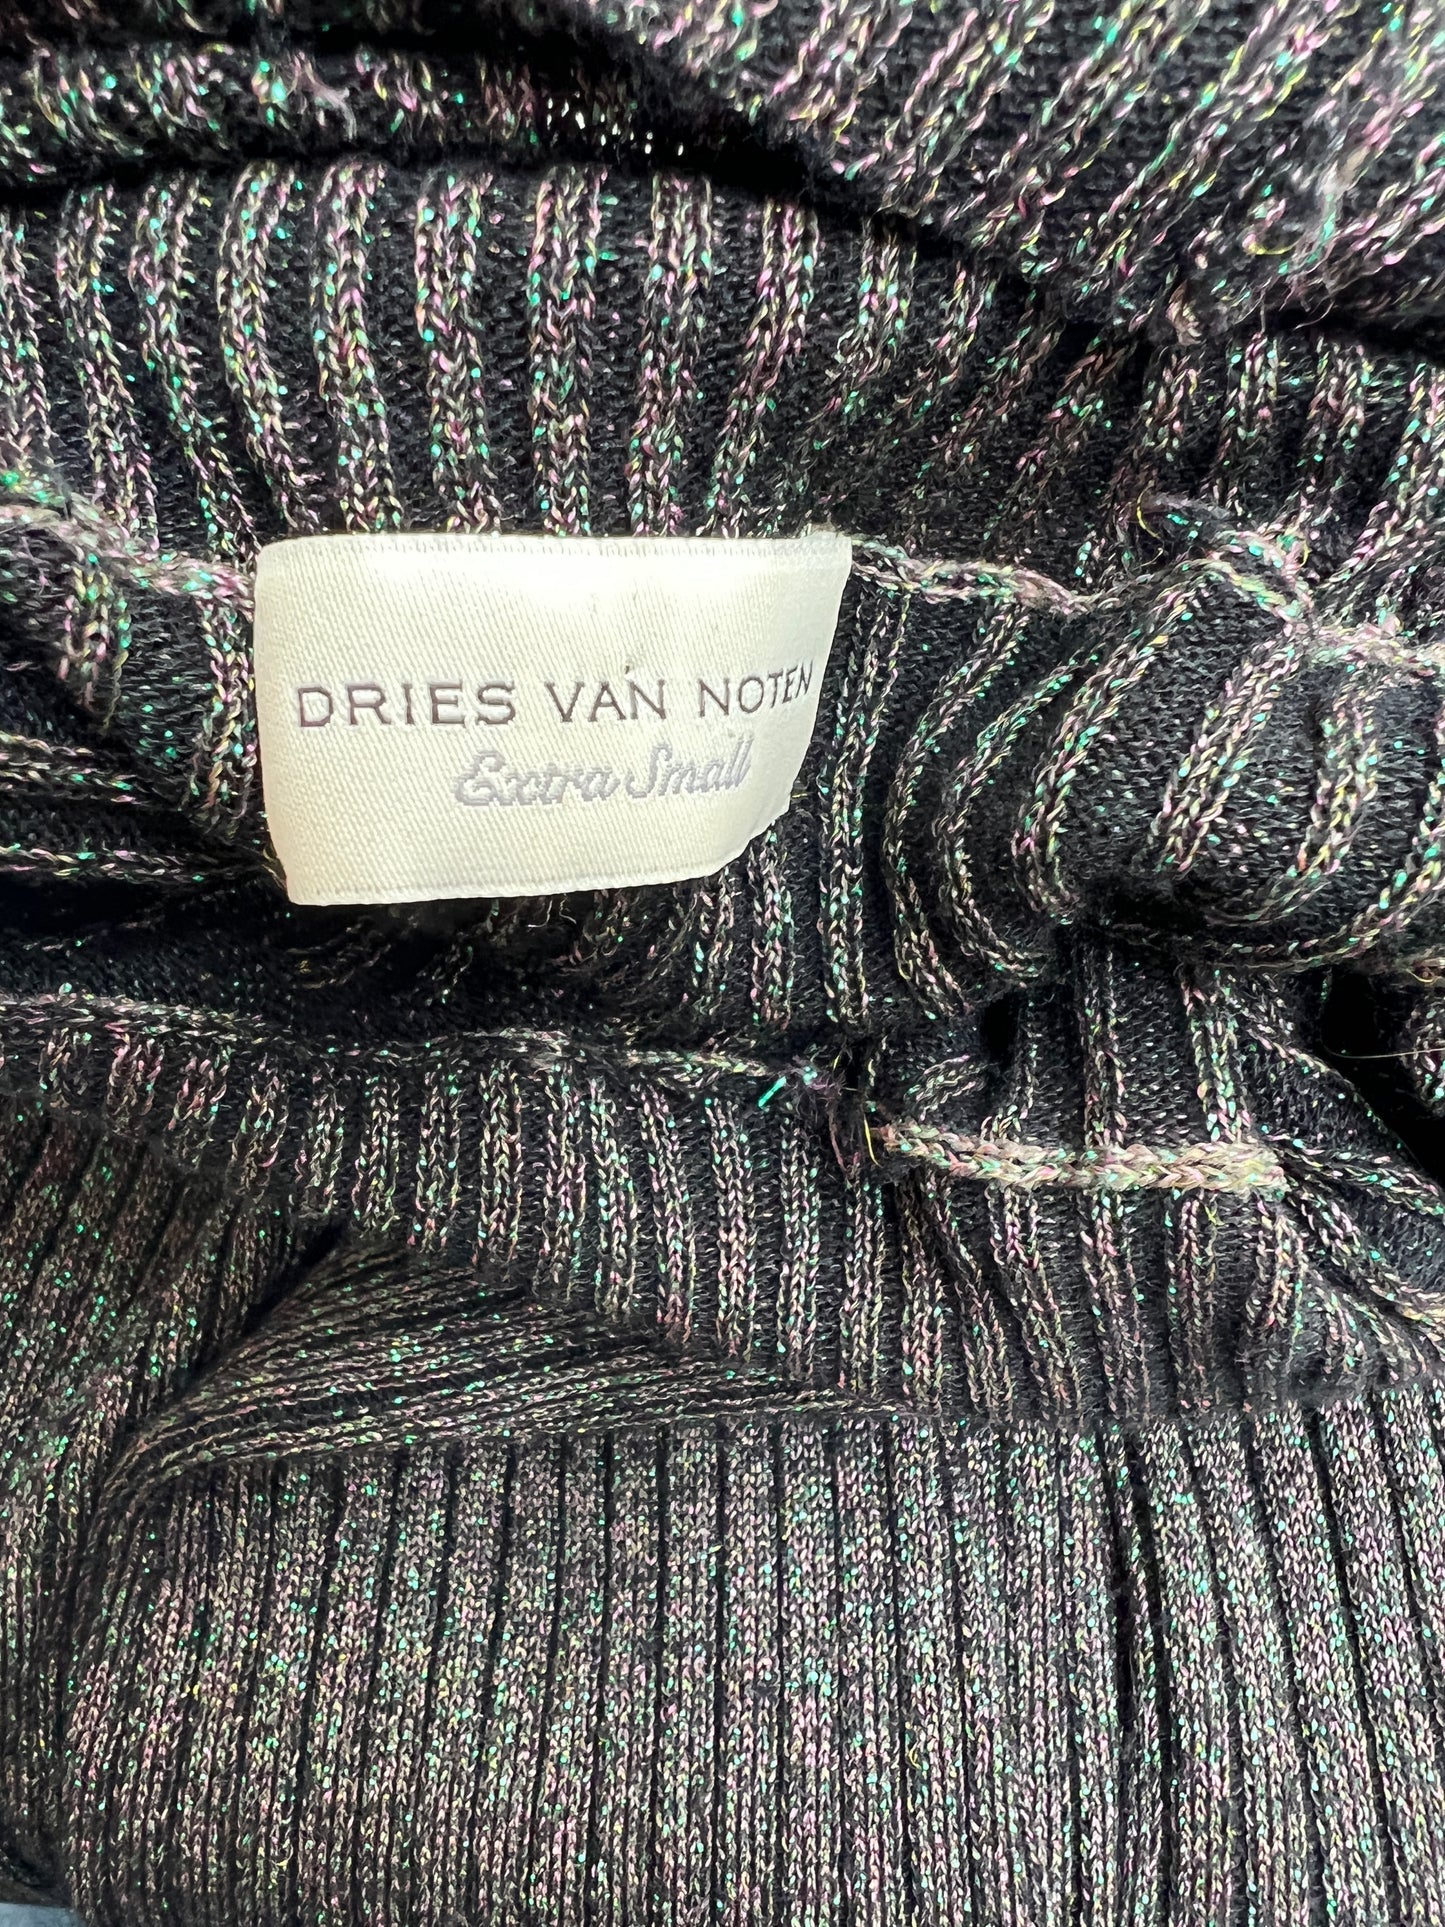 DRIES VAN NOTEN
Extra Small